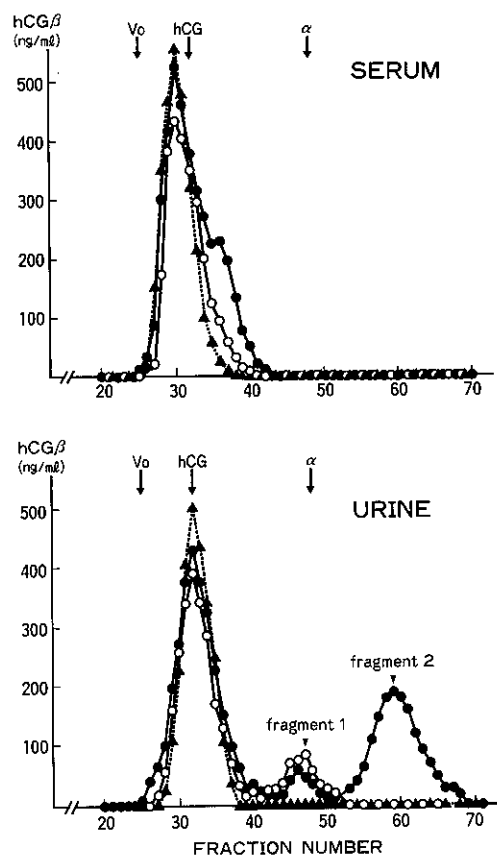 hCGβ
(ng/mℓ)
Vo hCG α
SERUM
500
400
300
200
100
20 30 40 50 60 70
hCGβ
(ng/mℓ)
Vo hCG α
URINE
500
400
300
200
100
fragment 1
fragment 2
20 30 40 50 60 70
FRACTION NUMBER